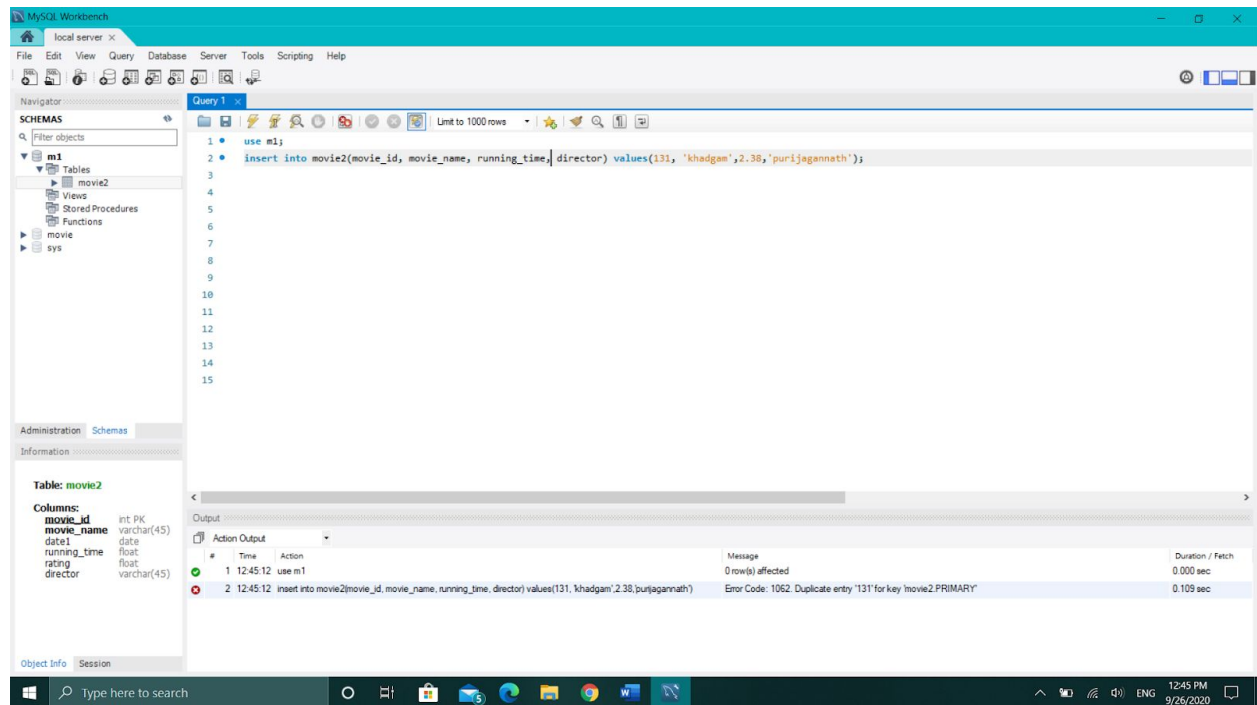 MySQL Workbench
local server ×
File Edit View Query Database Server Tools Scripting Help
Navigator
SCHEMAS
Filter objects
m1
Tables
movie2
Views
Stored Procedures
Functions
movie
sys
Administration Schemas
Information
Table: movie2
Columns:
movie_id int PK
movie_name varchar(45)
date1 date
running_time float
rating float
director varchar(45)
Object Info Session
Query 1 ×
Limit to 1000 rows
1 use m1;
2 insert into movie2(movie_id, movie_name, running_time, director) values(131, 'khadgam',2.38,'purijagannath');
3
4
5
6
7
8
9
10
11
12
13
14
15
Output
Action Output
# Time Action Message Duration / Fetch
1 12:45:12 use m1 0 row(s) affected 0.000 sec
2 12:45:12 insert into movie2(movie_id, movie_name, running_time, director) values(131, 'khadgam',2.38,'purijagannath') Error Code: 1062. Duplicate entry '131' for key 'movie2.PRIMARY' 0.109 sec
Type here to search
5
W
ENG
12:45 PM
9/26/2020